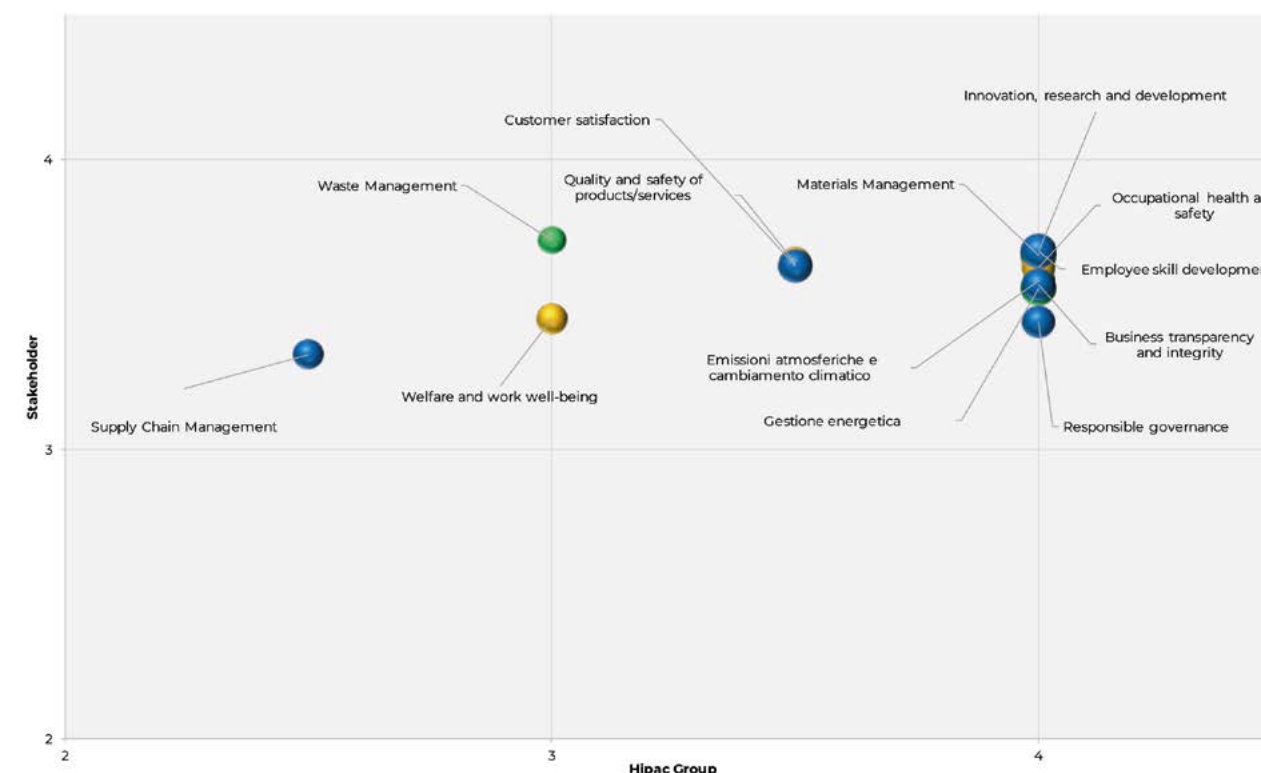 Innovation, research and development
Customer satisfaction
4
Quality and safety of
products/services
Waste Management
Materials Management
Occupational health a
safety
Employee skill developme
Stakeholder
Business transparency
and integrity
Emissioni atmosferiche e
cambiamento climatico
Welfare and work well-being
Gestione energetica
Supply Chain Management
Responsible governance
3
2
2
3
4
Hipac Group